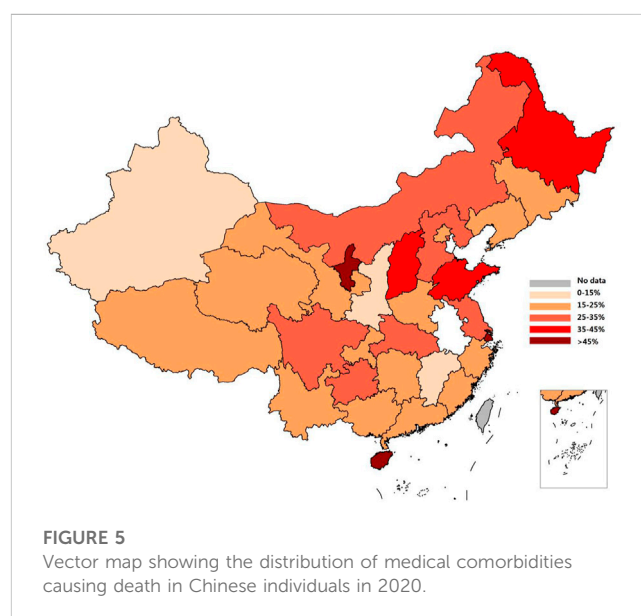 No data
0-15%
15-25%
25-35%
35-45%
>45%
FIGURE 5
Vector map showing the distribution of medical comorbidities
causing death in Chinese individuals in 2020.